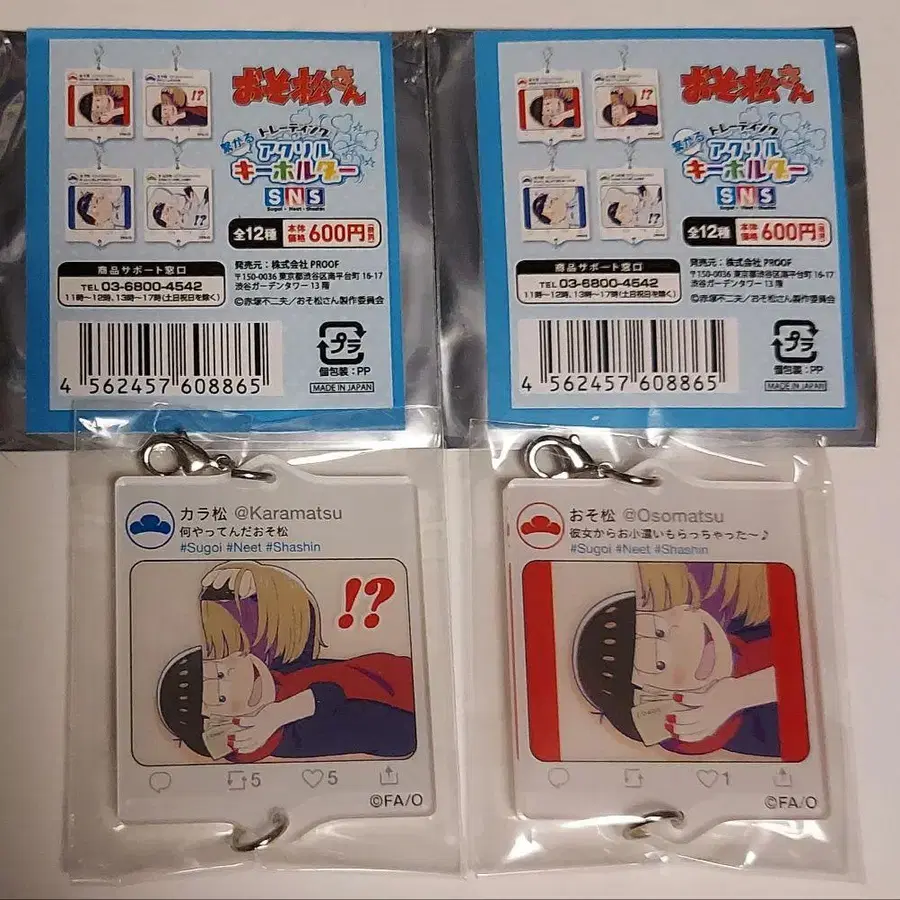 おそ松さん
繋がる
トレーディング
アクリル
キーホルダー
SNS
Sugoi・Neet・Shashin
全12種 本体価格 600円
商品サポート窓口
TEL 03-6800-4542
11時〜12時、13時〜17時(土日祝日を除く)
発売元：株式会社 PROOF
〒150-0036 東京都渋谷区南平台町 16-17
渋谷ガーデンタワー 13 階
©赤塚不二夫／おそ松さん製作委員会
4 562457 608865
プラ
個包装：PP
MADE IN JAPAN
おそ松さん
繋がる
トレーディング
アクリル
キーホルダー
SNS
Sugoi・Neet・Shashin
全12種 本体価格 600円
商品サポート窓口
TEL 03-6800-4542
11時〜12時、13時〜17時(土日祝日を除く)
発売元：株式会社 PROOF
〒150-0036 東京都渋谷区南平台町 16-17
渋谷ガーデンタワー 13 階
©赤塚不二夫／おそ松さん製作委員会
4 562457 608865
プラ
個包装：PP
MADE IN JAPAN
カラ松 @Karamatsu
何やってんだおそ松
#Sugoi #Neet #Shashin
!?
5 5
©FA/O
おそ松 @Osomatsu
彼女からお小遣いもらっちゃった〜♪
#Sugoi #Neet #Shashin
1
©FA/O